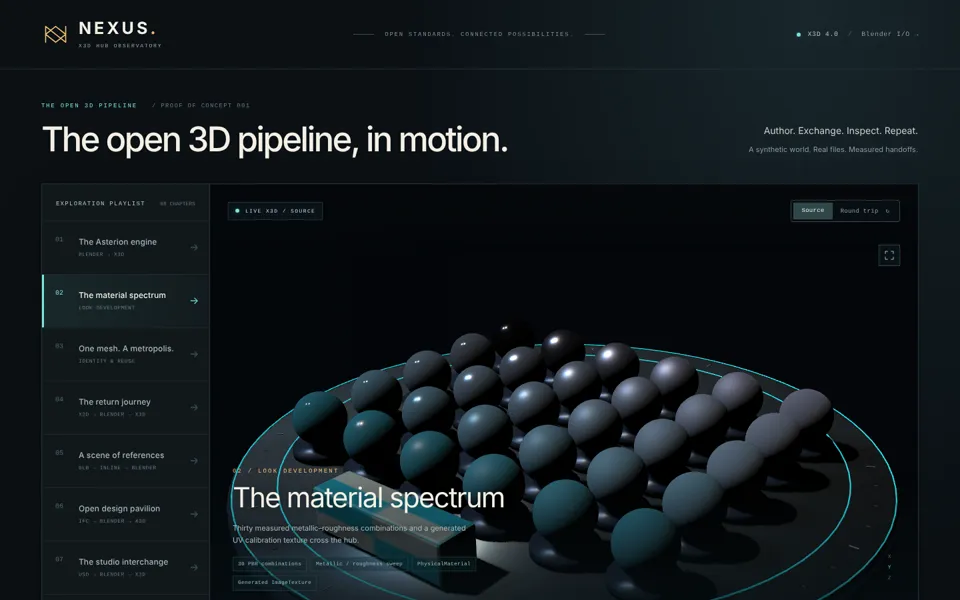 NEXUS.
X3D HUB OBSERVATORY
OPEN STANDARDS. CONNECTED POSSIBILITIES.
X3D 4.0 / Blender I/O
THE OPEN 3D PIPELINE / PROOF OF CONCEPT 001
The open 3D pipeline, in motion.
Author. Exchange. Inspect. Repeat.
A synthetic world. Real files. Measured handoffs.
EXPLORATION PLAYLIST
CHAPTERS
01
The Asterion engine
BLENDER → X3D
02
The material spectrum
LOOK DEVELOPMENT
03
One mesh. A metropolis.
IDENTITY & REUSE
04
The return journey
X3D → BLENDER → X3D
05
A scene of references
GLB → INLINE → BLENDER
06
Open design pavilion
IFC → BLENDER → X3D
07
The studio interchange
USD → BLENDER → X3D
LIVE X3D / SOURCE
Source
Round trip ↻
02 / LOOK DEVELOPMENT
The material spectrum
Thirty measured metallic-roughness combinations and a generated
UV calibration texture cross the hub.
30 PBR combinations
Metallic / roughness sweep
PhysicalMaterial
Generated ImageTexture
X
Y
Z